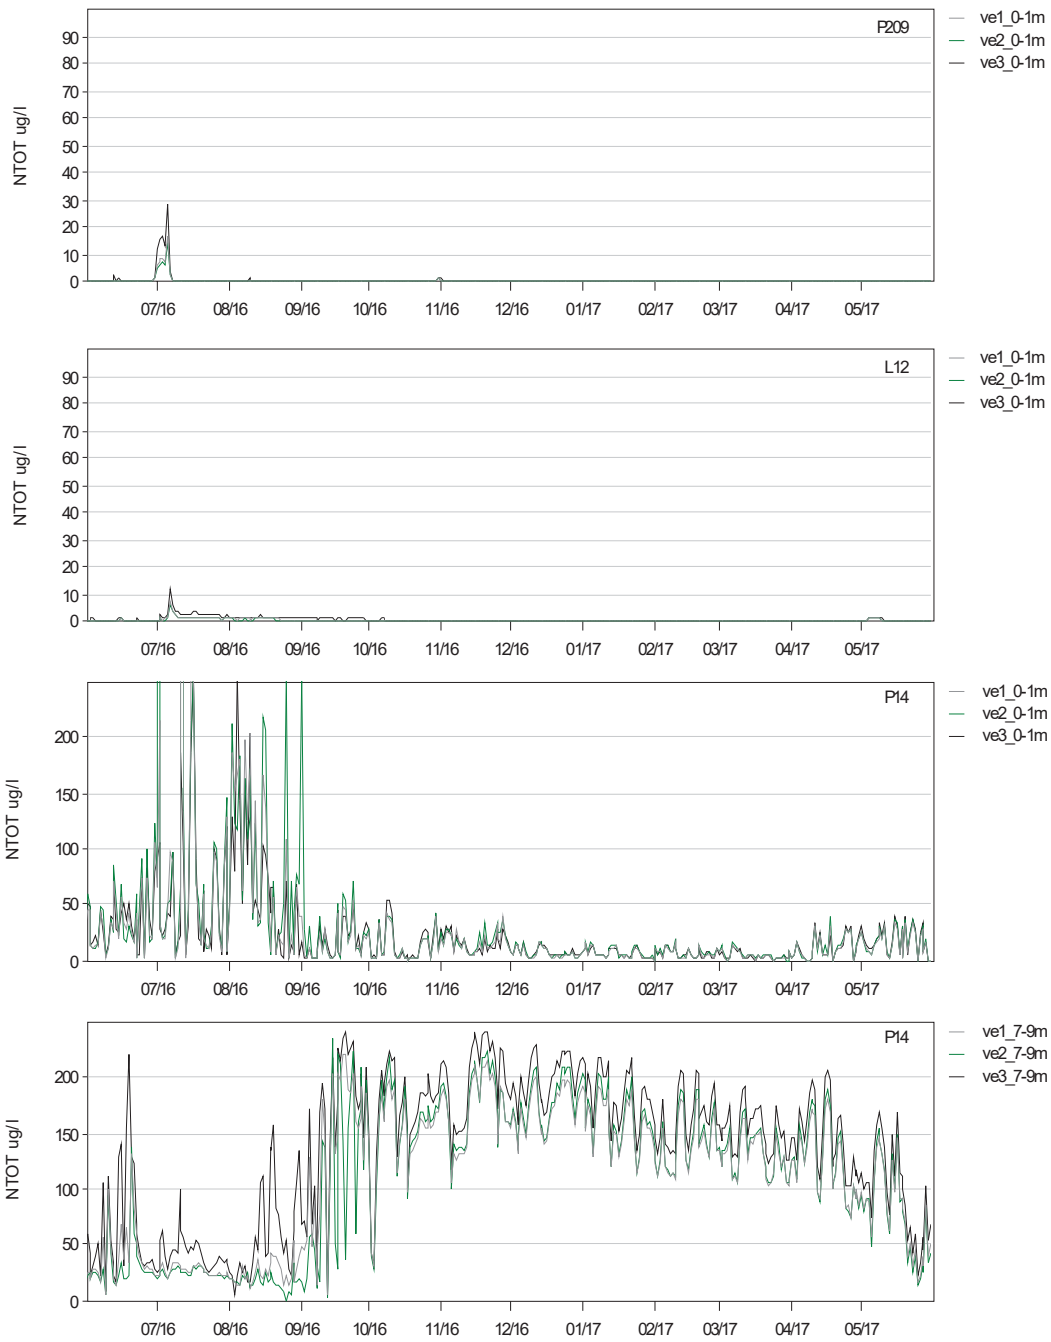 P209
ve1_0-1m
ve2_0-1m
ve3_0-1m
NTOT ug/l
90
80
70
60
50
40
30
20
10
0
07/16 08/16 09/16 10/16 11/16 12/16 01/17 02/17 03/17 04/17 05/17
L12
ve1_0-1m
ve2_0-1m
ve3_0-1m
NTOT ug/l
90
80
70
60
50
40
30
20
10
0
07/16 08/16 09/16 10/16 11/16 12/16 01/17 02/17 03/17 04/17 05/17
P14
ve1_0-1m
ve2_0-1m
ve3_0-1m
NTOT ug/l
200
150
100
50
0
07/16 08/16 09/16 10/16 11/16 12/16 01/17 02/17 03/17 04/17 05/17
P14
ve1_7-9m
ve2_7-9m
ve3_7-9m
NTOT ug/l
200
150
100
50
0
07/16 08/16 09/16 10/16 11/16 12/16 01/17 02/17 03/17 04/17 05/17